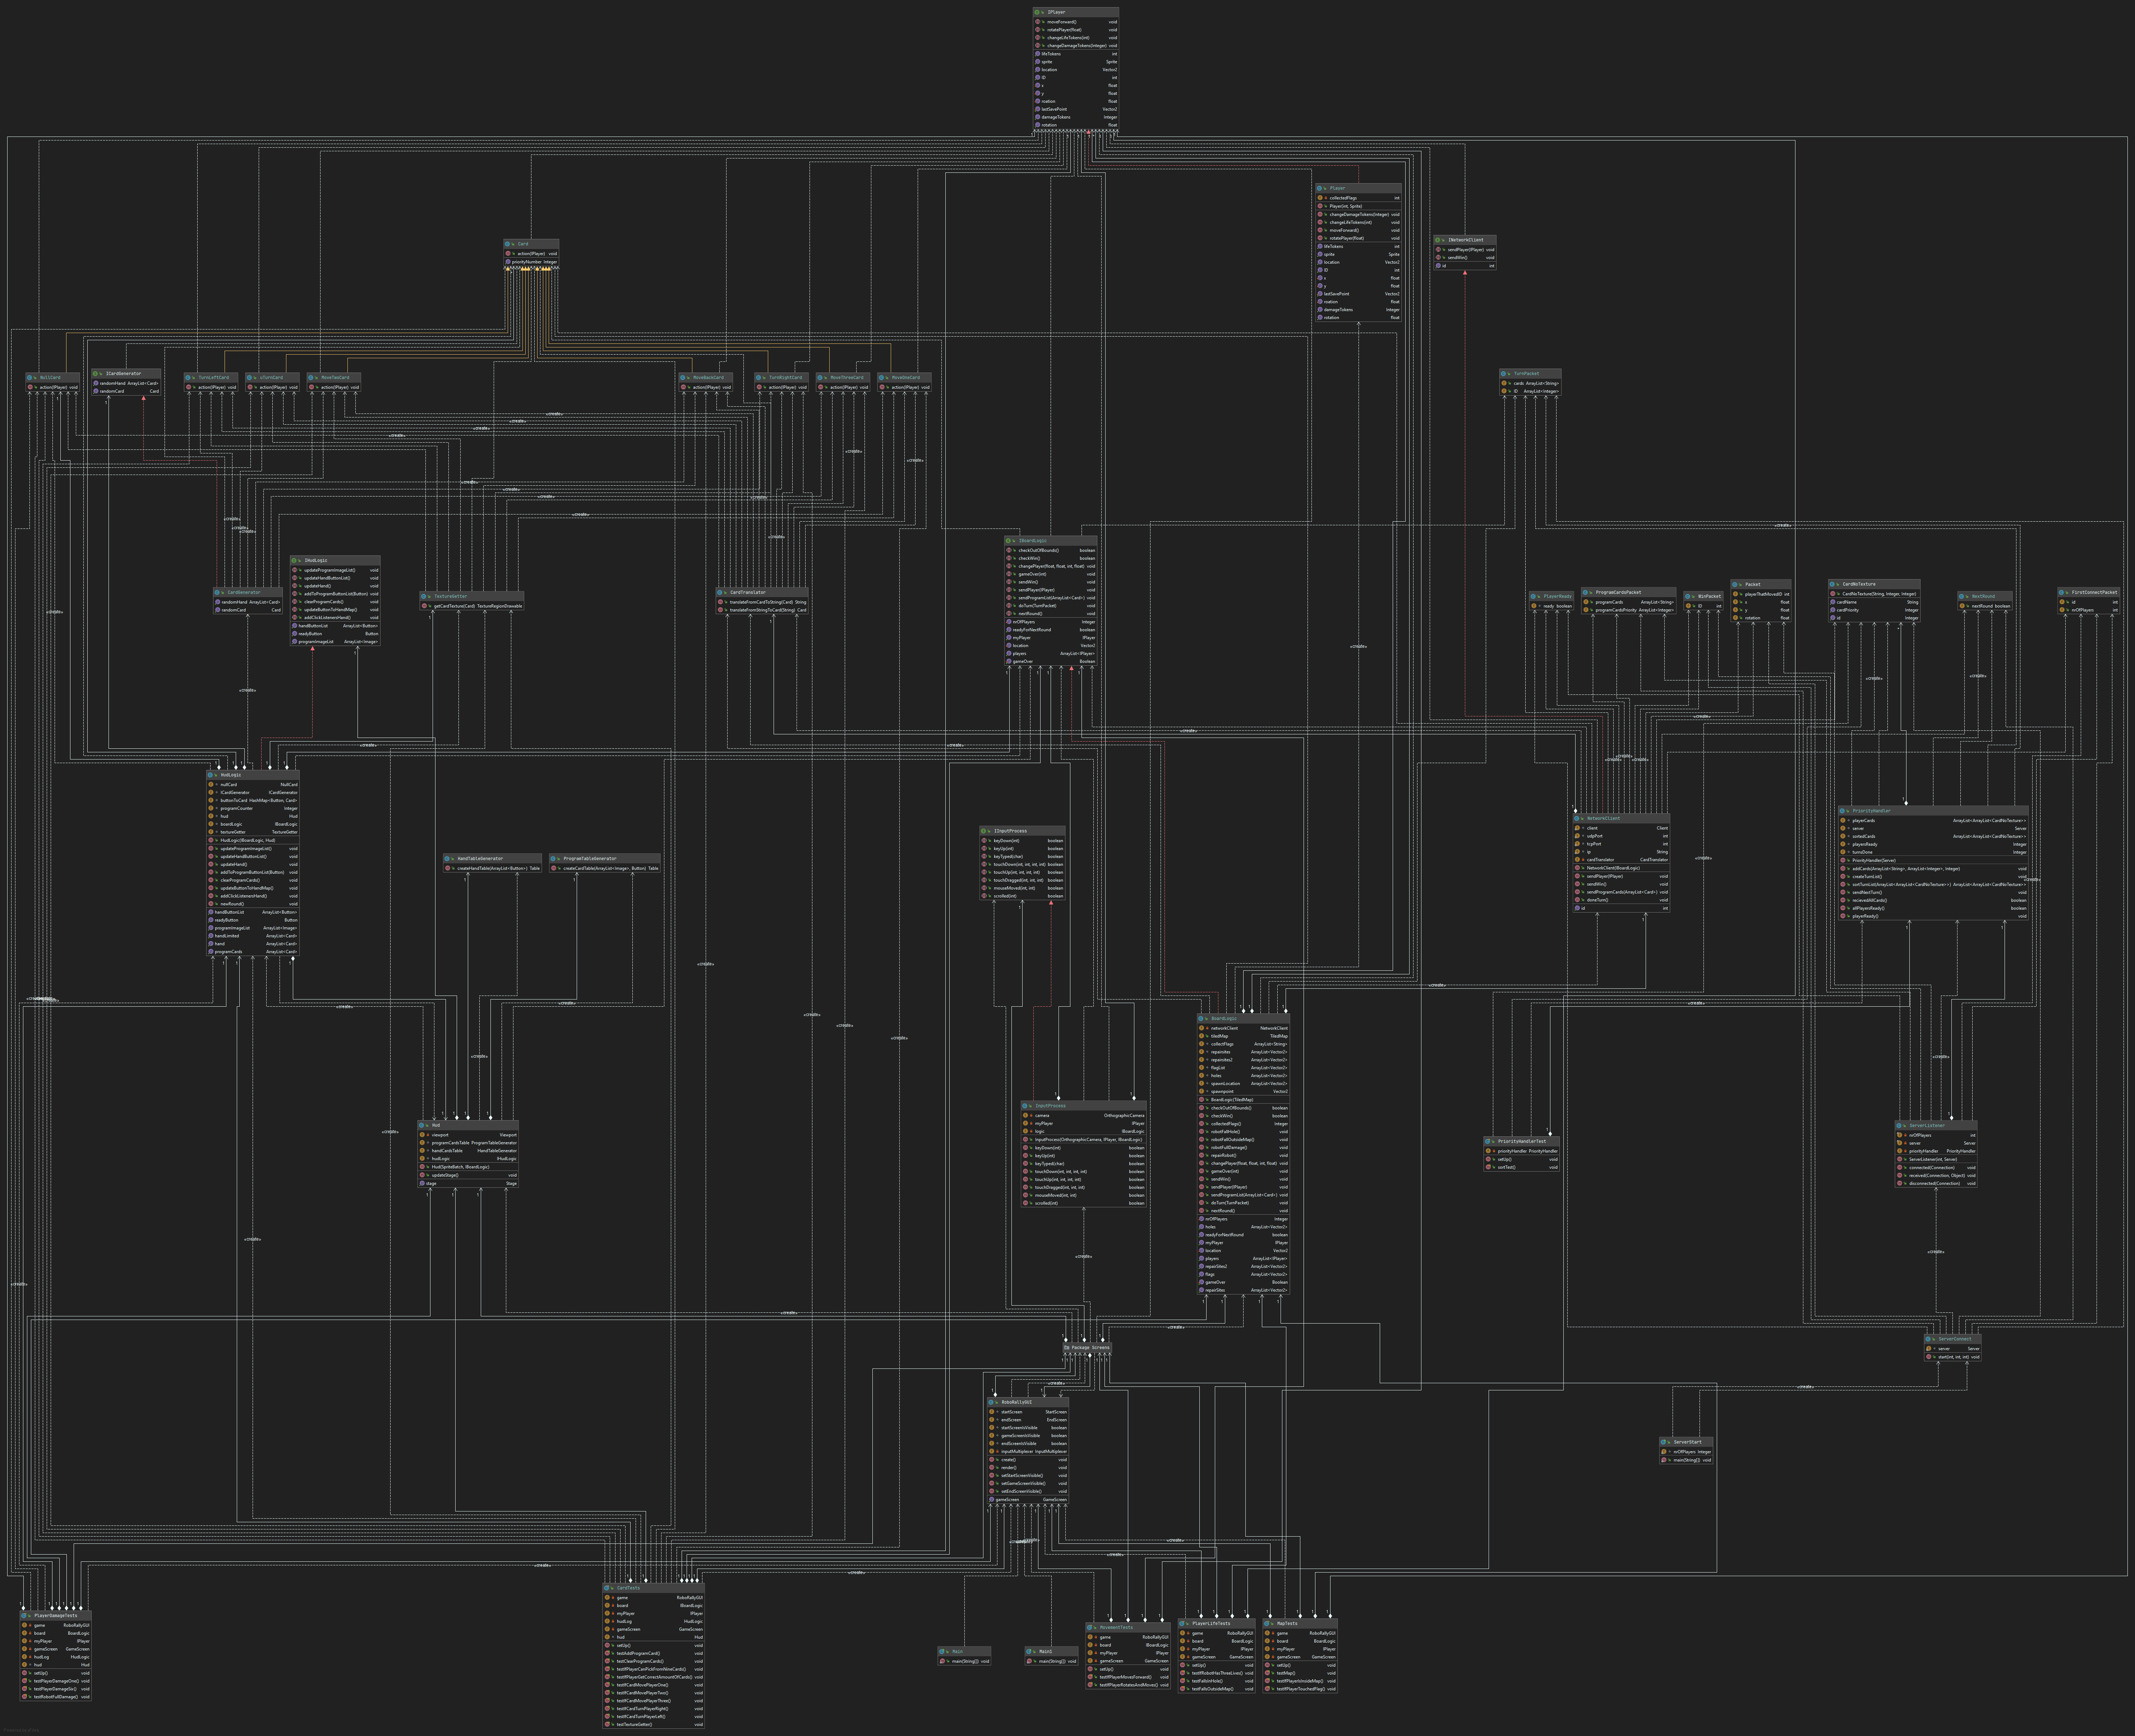 IPlayer
moveForward() void
rotatePlayer(float) void
changeLifeTokens(int) void
changeDamageTokens(Integer) void
lifeTokens int
sprite Sprite
location Vector2
ID int
x float
y float
roation float
lastSavePoint Vector2
damageTokens Integer
rotation float
Player
collectedFlags int
Player(int, Sprite)
changeDamageTokens(Integer) void
changeLifeTokens(int) void
moveForward() void
rotatePlayer(float) void
lifeTokens int
sprite Sprite
location Vector2
ID int
x float
y float
lastSavePoint Vector2
roation float
damageTokens Integer
rotation float
Card
action(IPlayer) void
priorityNumber Integer
INetworkClient
sendPlayer(IPlayer) void
sendWin() void
id int
NullCard
action(IPlayer) void
ICardGenerator
randomHand ArrayList<Card>
randomCard Card
TurnLeftCard
action(IPlayer) void
uTurnCard
action(IPlayer) void
MoveTwoCard
action(IPlayer) void
MoveBackCard
action(IPlayer) void
TurnRightCard
action(IPlayer) void
MoveThreeCard
action(IPlayer) void
MoveOneCard
action(IPlayer) void
TurnPacket
cards ArrayList<String>
ID ArrayList<Integer>
IHudLogic
updateProgramImageList() void
updateHandButtonList() void
updateHand() void
addToProgramButtonList(Button) void
clearProgramCards() void
updateButtonToHandMap() void
addClickListenersHand() void
handButtonList ArrayList<Button>
readyButton Button
programImageList ArrayList<Image>
CardGenerator
randomHand ArrayList<Card>
randomCard Card
TextureGetter
getCardTexture(Card) TextureRegionDrawable
CardTranslator
translateFromCardToString(Card) String
translateFromStringToCard(String) Card
IBoardLogic
checkOutOfBounds() boolean
checkWin() boolean
changePlayer(float, float, int, float) void
gameOver(int) void
sendWin() void
sendPlayer(IPlayer) void
sendProgramList(ArrayList<Card>) void
doTurn(TurnPacket) void
nextRound() void
nrOfPlayers Integer
readyForNextRound boolean
myPlayer IPlayer
location Vector2
players ArrayList<IPlayer>
gameOver Boolean
PlayerReady
ready boolean
ProgramCardsPacket
programCards ArrayList<String>
programCardsPriority ArrayList<Integer>
WinPacket
ID int
Packet
playerThatMovedID int
x float
y float
rotation float
CardNoTexture
CardNoTexture(String, Integer, Integer)
cardName String
cardPriority Integer
id Integer
NextRound
nextRound boolean
FirstConnectPacket
id int
nrOfPlayers int
HudLogic
nullCard NullCard
ICardGenerator ICardGenerator
buttonToCard HashMap<Button, Card>
programCounter Integer
hud Hud
boardLogic IBoardLogic
textureGetter TextureGetter
HudLogic(IBoardLogic, Hud)
updateProgramImageList() void
updateHandButtonList() void
updateHand() void
addToProgramButtonList(Button) void
clearProgramCards() void
updateButtonToHandMap() void
addClickListenersHand() void
newRound() void
handButtonList ArrayList<Button>
readyButton Button
programImageList ArrayList<Image>
handLimited ArrayList<Card>
hand ArrayList<Card>
programCards ArrayList<Card>
HandTableGenerator
createHandTable(ArrayList<Button>) Table
ProgramTableGenerator
createCardTable(ArrayList<Image>, Button) Table
IInputProcess
keyDown(int) boolean
keyUp(int) boolean
keyTyped(char) boolean
touchDown(int, int, int, int) boolean
touchUp(int, int, int, int) boolean
touchDragged(int, int, int) boolean
mouseMoved(int, int) boolean
scrolled(int) boolean
NetworkClient
client Client
udpPort int
tcpPort int
ip String
cardTranslator CardTranslator
NetworkClient(IBoardLogic)
sendPlayer(IPlayer) void
sendWin() void
sendProgramCards(ArrayList<Card>) void
doneTurn() void
id int
PriorityHandler
playerCards ArrayList<ArrayList<CardNoTexture>>
server Server
sortedCards ArrayList<ArrayList<CardNoTexture>>
playersReady Integer
turnsDone Integer
PriorityHandler(Server)
addCards(ArrayList<String>, ArrayList<Integer>, Integer) void
createTurnList() void
sortTurnList(ArrayList<ArrayList<CardNoTexture>>) ArrayList<ArrayList<CardNoTexture>>
sendNextTurn() void
recievedAllCards() boolean
allPlayersReady() boolean
playerReady() void
BoardLogic
networkClient NetworkClient
tiledMap TiledMap
collectFlags ArrayList<String>
repairsites ArrayList<Vector2>
repairsites2 ArrayList<Vector2>
flagList ArrayList<Vector2>
holes ArrayList<Vector2>
spawnLocation ArrayList<Vector2>
spawnpoint Vector2
BoardLogic(TiledMap)
checkOutOfBounds() boolean
checkWin() boolean
collectedFlags() Integer
robotFallHole() void
robotFallOutsideMap() void
robotFullDamage() void
repairRobot() void
changePlayer(float, float, int, float) void
gameOver(int) void
sendWin() void
sendPlayer(IPlayer) void
sendProgramList(ArrayList<Card>) void
doTurn(TurnPacket) void
nextRound() void
nrOfPlayers Integer
holes ArrayList<Vector2>
readyForNextRound boolean
myPlayer IPlayer
location Vector2
players ArrayList<IPlayer>
repairSites2 ArrayList<Vector2>
flags ArrayList<Vector2>
gameOver Boolean
repairSites ArrayList<Vector2>
Hud
viewport Viewport
programCardsTable ProgramTableGenerator
handCardsTable HandTableGenerator
hudLogic IHudLogic
Hud(SpriteBatch, IBoardLogic)
updateStage() void
stage Stage
InputProcess
camera OrthographicCamera
myPlayer IPlayer
logic IBoardLogic
InputProcess(OrthographicCamera, IPlayer, IBoardLogic)
keyDown(int) boolean
keyUp(int) boolean
keyTyped(char) boolean
touchDown(int, int, int, int) boolean
touchUp(int, int, int, int) boolean
touchDragged(int, int, int) boolean
mouseMoved(int, int) boolean
scrolled(int) boolean
PriorityHandlerTest
priorityHandler PriorityHandler
setUp() void
sortTest() void
ServerListener
nrOfPlayers int
server Server
priorityHandler PriorityHandler
ServerListener(int, Server)
connected(Connection) void
received(Connection, Object) void
disconnected(Connection) void
ServerConnect
server Server
start(int, int, int) void
Package Screens
RoboRallyGUI
startScreen StartScreen
endScreen EndScreen
startScreenIsVisible boolean
gameScreenIsVisible boolean
endScreenIsVisible boolean
inputMultiplexer InputMultiplexer
create() void
render() void
setStartScreenVisible() void
setGameScreenVisible() void
setEndScreenVisible() void
gameScreen GameScreen
ServerStart
nrOfPlayers Integer
main(String[]) void
PlayerDamageTests
game RoboRallyGUI
board BoardLogic
myPlayer IPlayer
gameScreen GameScreen
hudLog HudLogic
hud Hud
setUp() void
testPlayerDamageOne() void
testPlayerDamageSix() void
testRobotFullDamage() void
CardTests
game RoboRallyGUI
board IBoardLogic
myPlayer IPlayer
hudLog HudLogic
gameScreen GameScreen
hud Hud
setUp() void
testAddProgramCard() void
testClearProgramCards() void
testIfPlayerCanPickFromNineCards() void
testIfPlayerGetCorrectAmountOfCards() void
testIfCardMovePlayerOne() void
testIfCardMovePlayerTwo() void
testIfCardMovePlayerThree() void
testIfCardTurnPlayerRight() void
testIfCardTurnPlayerLeft() void
testTextureGetter() void
Main
main(String[]) void
Main1
main(String[]) void
MovementTests
game RoboRallyGUI
board IBoardLogic
myPlayer IPlayer
gameScreen GameScreen
setUp() void
testIfPlayerMovesForward() void
testIfPlayerRotatesAndMoves() void
PlayerLifeTests
game RoboRallyGUI
board BoardLogic
myPlayer IPlayer
gameScreen GameScreen
setUp() void
testIfRobotHasThreeLives() void
testFallsInHole() void
testFallsOutsideMap() void
MapTests
game RoboRallyGUI
board BoardLogic
myPlayer IPlayer
gameScreen GameScreen
setUp() void
testMap() void
testIfPlayerIsInsideMap() void
testIfPlayerTouchedFlag() void